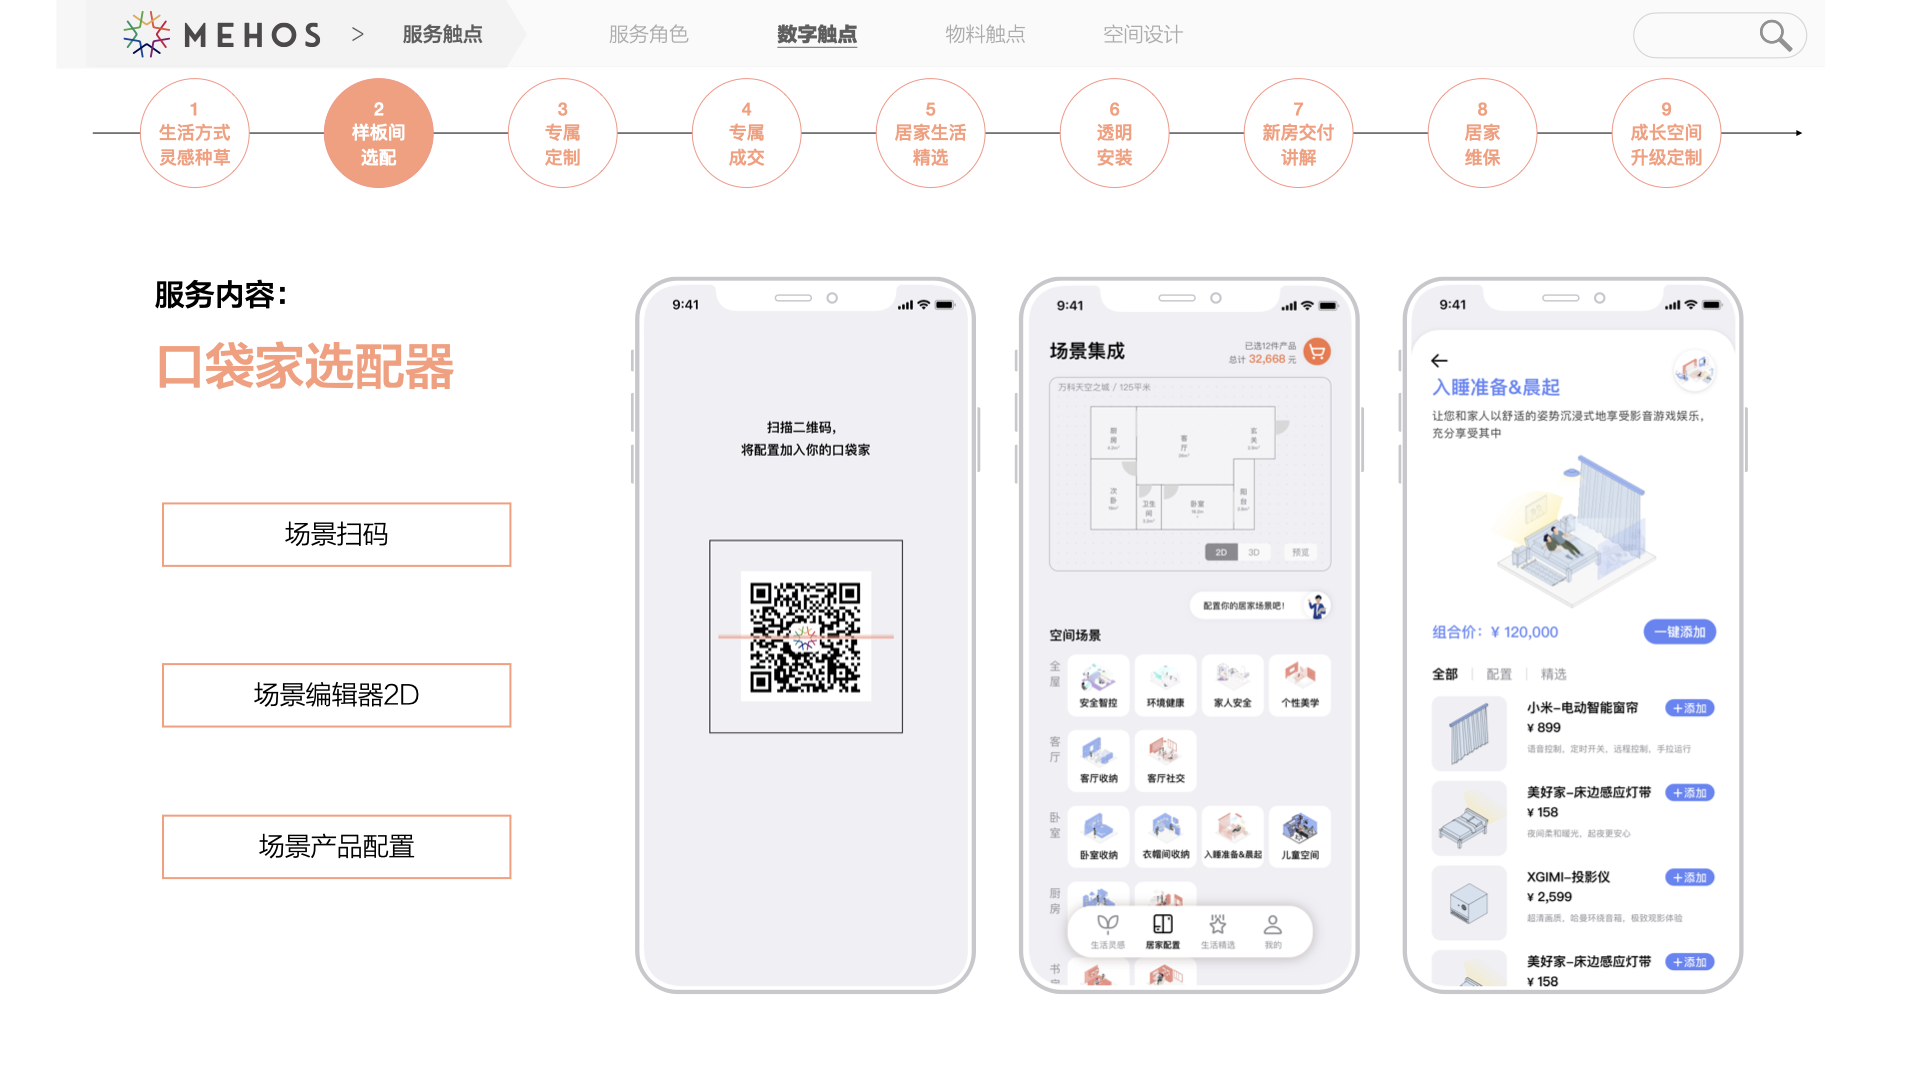 MEHOS > 服务触点 服务角色 数字触点 物料触点 空间设计
1
生活方式
灵感种草
2
样板间
选配
3
专属
定制
4
专属
成交
5
居家生活
精选
6
透明
安装
7
新房交付
讲解
8
居家
维保
9
成长空间
升级定制
服务内容：
口袋家选配器
场景扫码
场景编辑器2D
场景产品配置
9:41
扫描二维码，
将配置加入你的口袋家
9:41
场景集成
已选12件产品
总计 32,668 元
万科天空之城 / 125平米
厨房
客厅
玄关
次卧
卫生间
卧室
阳台
2D 3D 预览
配置你的居家场景吧！
空间场景
全屋
安全智控 环境健康 家人安全 个性美学
客厅
客厅收纳 客厅社交
卧室
卧室收纳 衣帽间收纳 入睡准备&晨起 儿童空间
厨房
生活灵感 居家配置 生活精选 我的
书
9:41
入睡准备&晨起
让您和家人以舒适的姿势沉浸式地享受影音游戏娱乐，
充分享受其中
组合价：¥ 120,000 一键添加
全部 配置 精选
小米-电动智能窗帘 +添加
¥ 899
语音控制、定时开关、远程控制、手拉运行
美好家-床边感应灯带 +添加
¥ 158
夜间柔和暖光，起夜更安心
XGIMI-投影仪 +添加
¥ 2,599
超清画质，哈曼环绕音箱，极致观影体验
美好家-床边感应灯带 +添加
¥ 158